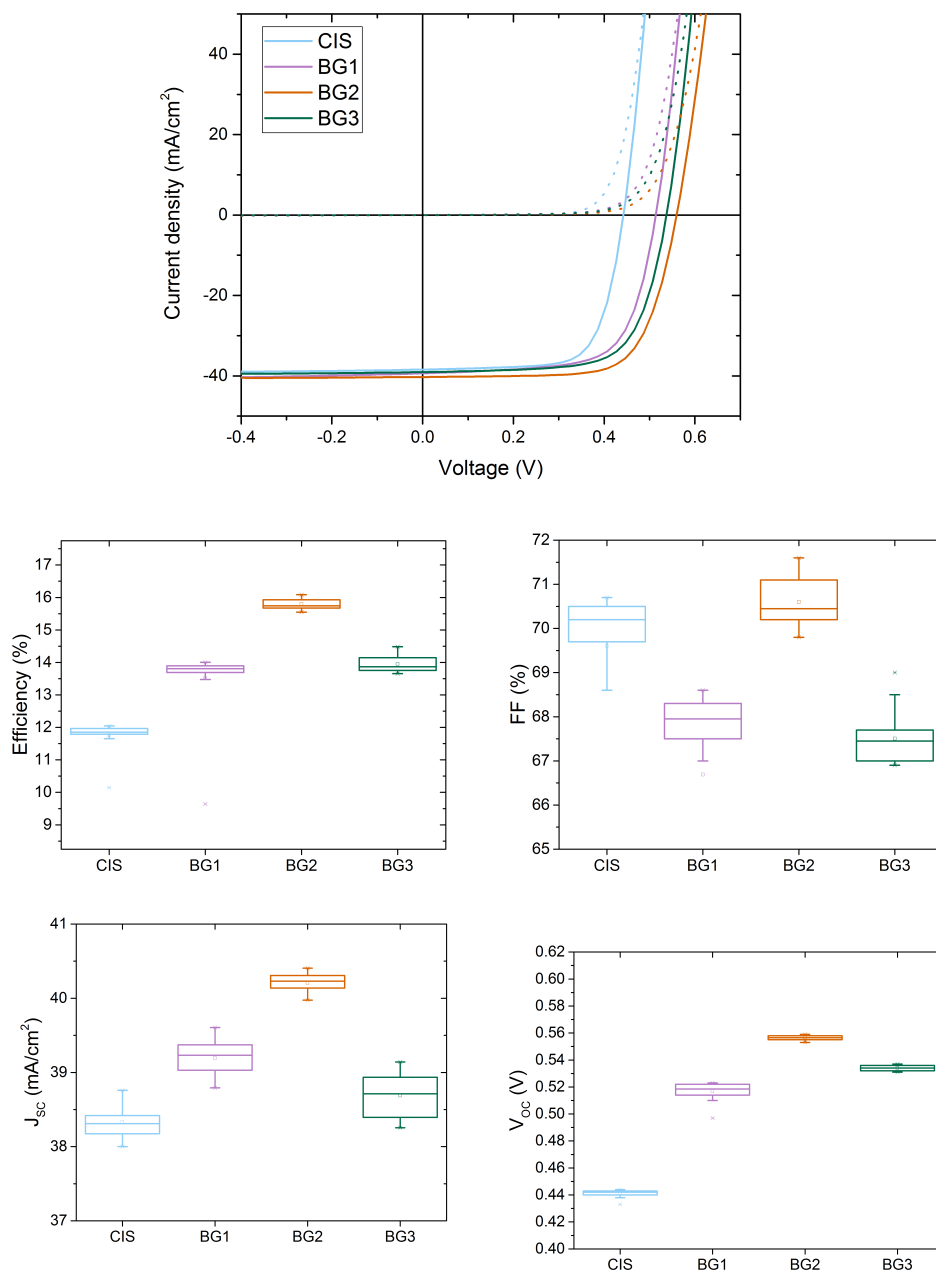 40
20
0
-20
-40
Current density (mA/cm²)
CIS
BG1
BG2
BG3
-0.4 -0.2 0.0 0.2 0.4 0.6
Voltage (V)
17
16
15
14
13
12
11
10
9
Efficiency (%)
CIS BG1 BG2 BG3
72
71
70
69
68
67
66
65
FF (%)
CIS BG1 BG2 BG3
41
40
39
38
37
J_SC (mA/cm²)
CIS BG1 BG2 BG3
0.62
0.60
0.58
0.56
0.54
0.52
0.50
0.48
0.46
0.44
0.42
0.40
V_OC (V)
CIS BG1 BG2 BG3